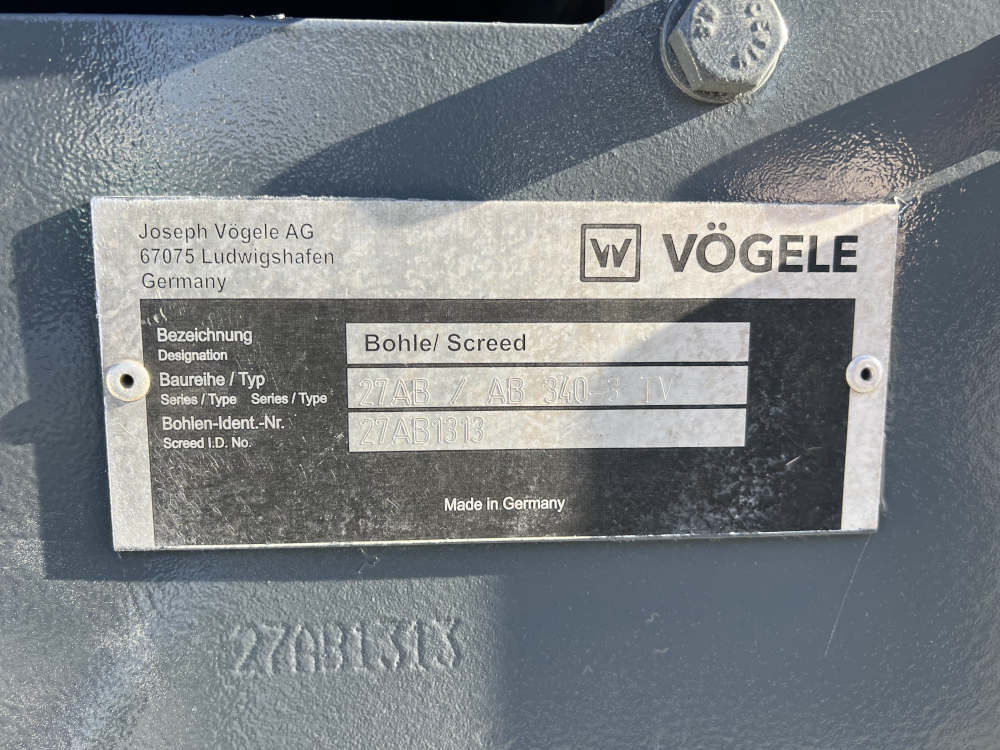 Joseph Vögele AG
67075 Ludwigshafen
Germany
W VÖGELE
Bezeichnung
Designation
Bohle/ Screed
Baureihe / Typ
Series / Type Series / Type
27AB / AB 340-3 TV
Bohlen-Ident.-Nr.
Screed I.D. No.
27AB1313
Made in Germany
27AB1313